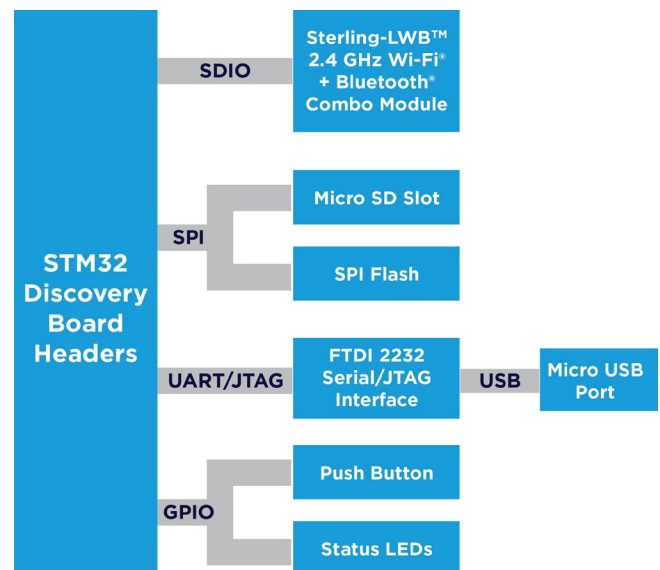 STM32
Discovery
Board
Headers
SDIO
Sterling-LWB™
2.4 GHz Wi-Fi®
+ Bluetooth®
Combo Module
SPI
Micro SD Slot
SPI Flash
UART/JTAG
FTDI 2232
Serial/JTAG
Interface
USB
Micro USB
Port
GPIO
Push Button
Status LEDs